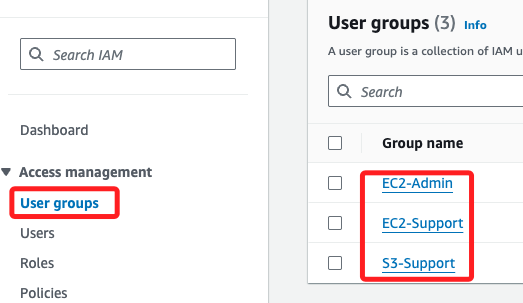 Search IAM
Dashboard
Access management
User groups
Users
Roles
Policies
User groups (3) Info
A user group is a collection of IAM u
Search
Group name
EC2-Admin
EC2-Support
S3-Support